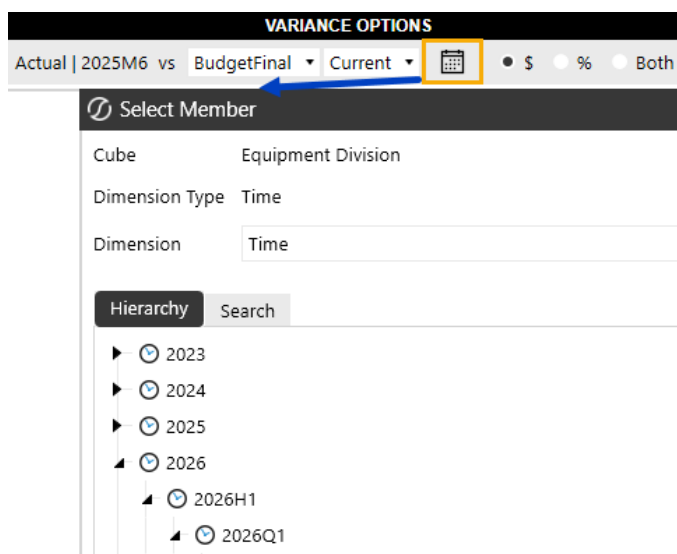 VARIANCE OPTIONS
Actual | 2025M6 vs BudgetFinal Current $ % Both
Select Member
Cube Equipment Division
Dimension Type Time
Dimension Time
Hierarchy Search
2023
2024
2025
2026
2026H1
2026Q1